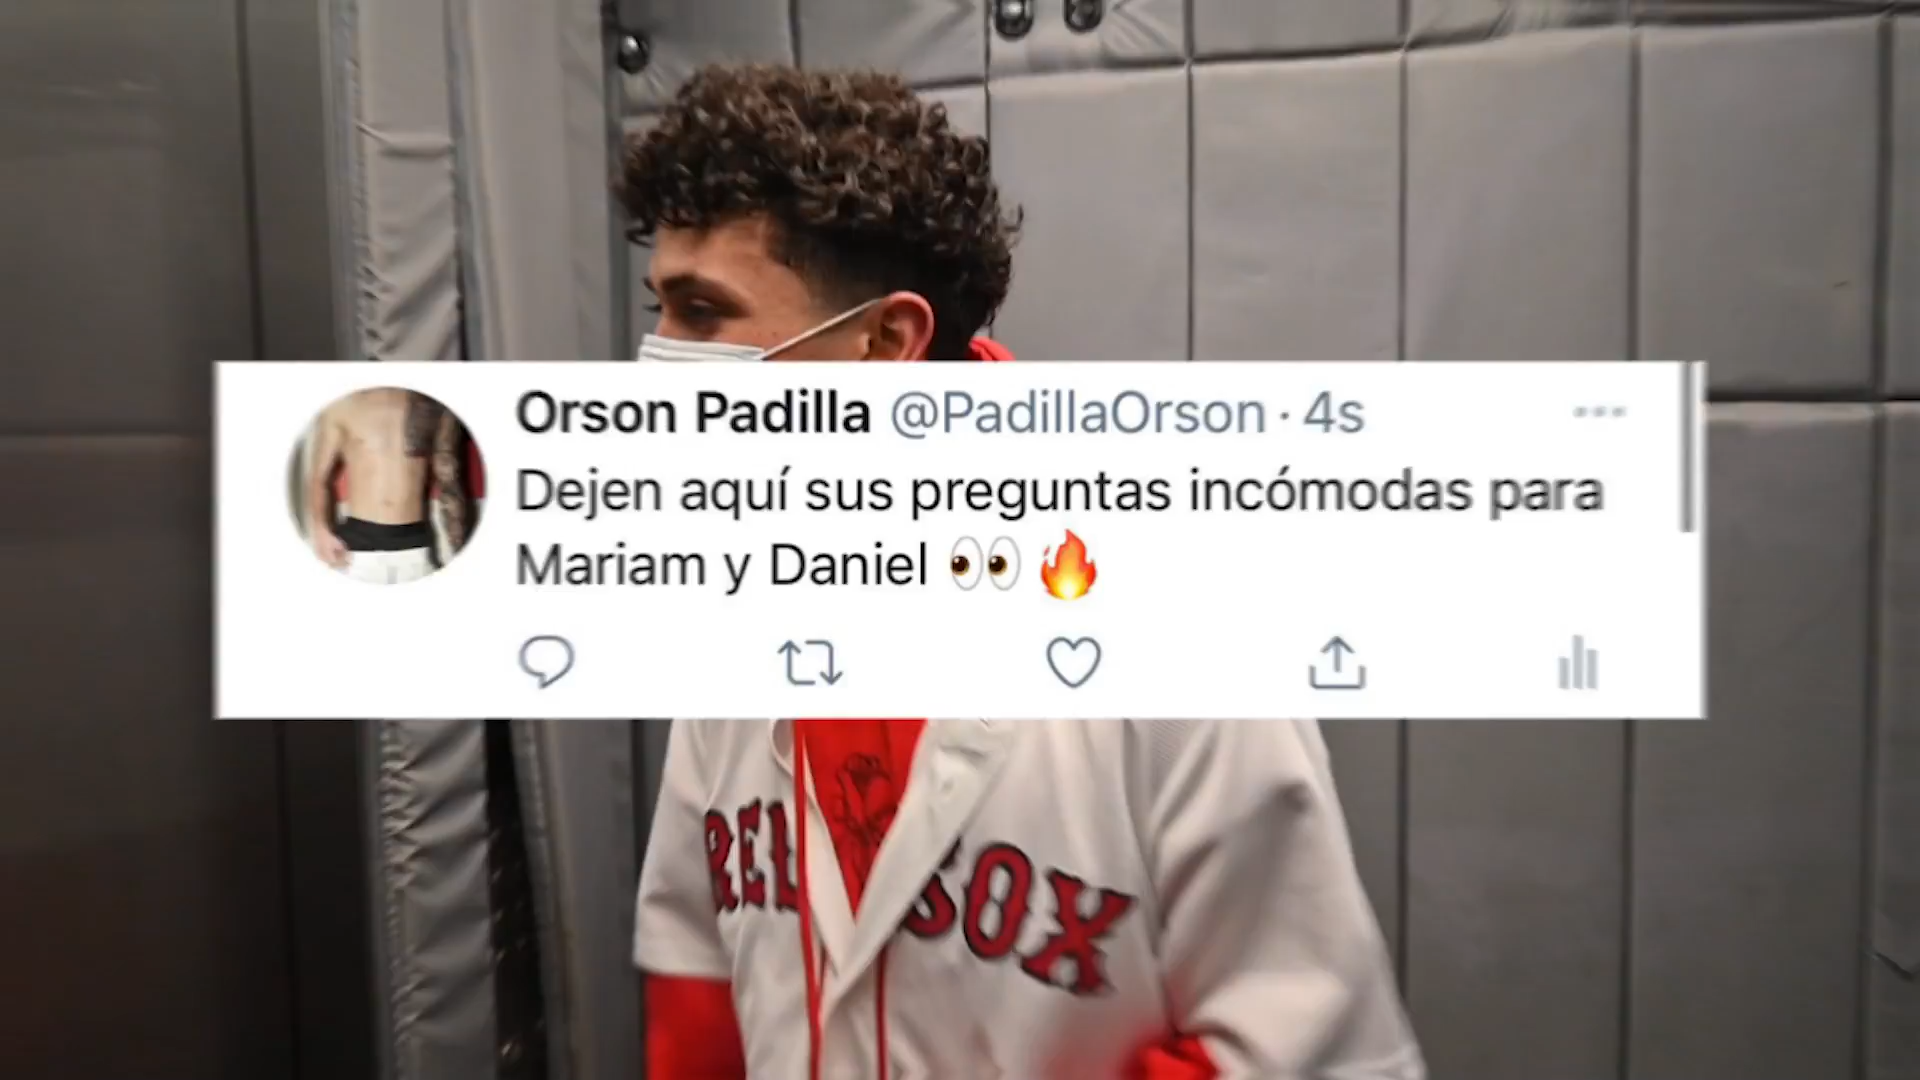 Orson Padilla @PadillaOrson · 4s
Dejen aquí sus preguntas incómodas para
Mariam y Daniel 👀 🔥
RED SOX